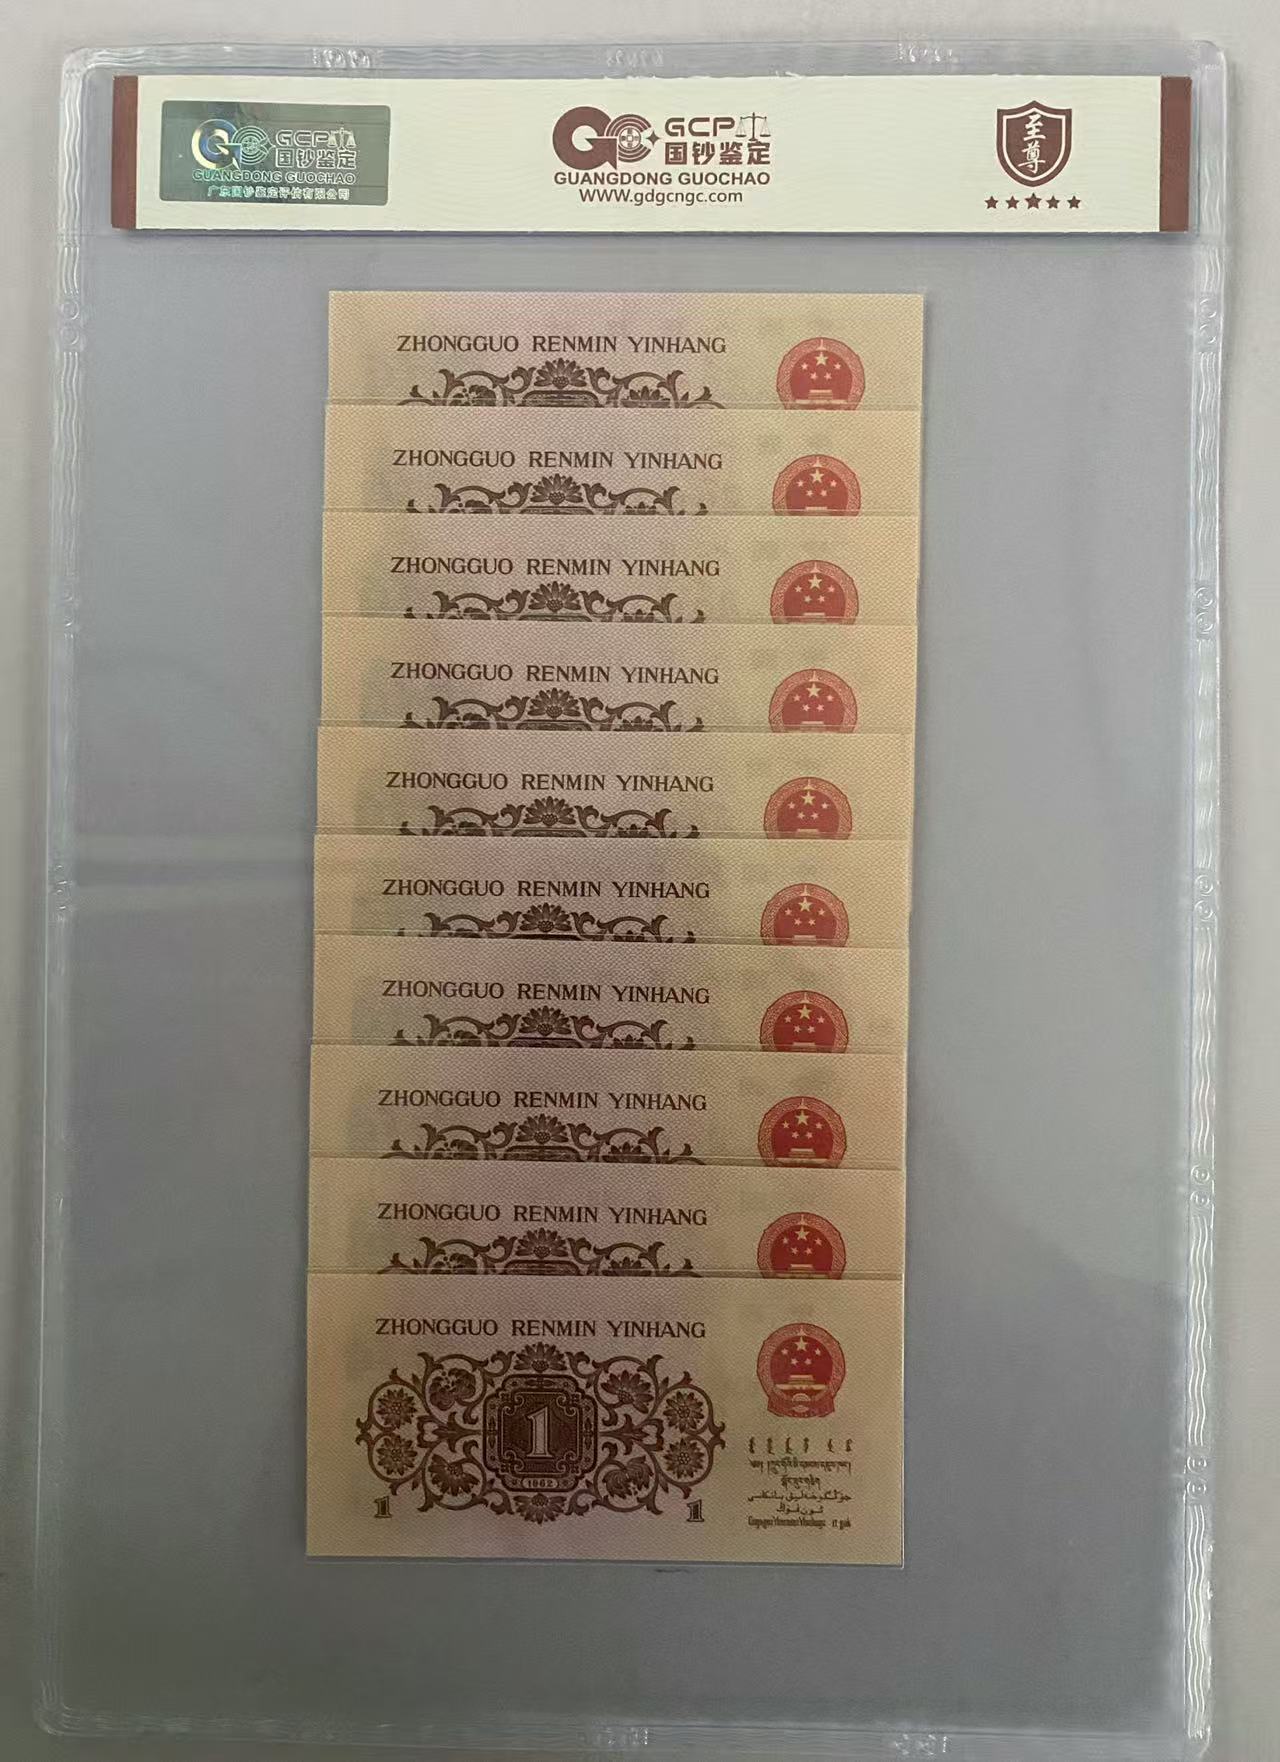 GCP
国钞鉴定
GUANGDONG GUOCHAO
广东国钞鉴定评估有限公司
GCP
国钞鉴定
GUANGDONG GUOCHAO
WWW.gdgcngc.com
至尊
ZHONGGUO RENMIN YINHANG
ZHONGGUO RENMIN YINHANG
ZHONGGUO RENMIN YINHANG
ZHONGGUO RENMIN YINHANG
ZHONGGUO RENMIN YINHANG
ZHONGGUO RENMIN YINHANG
ZHONGGUO RENMIN YINHANG
ZHONGGUO RENMIN YINHANG
ZHONGGUO RENMIN YINHANG
ZHONGGUO RENMIN YINHANG
1
(1962)
1 1